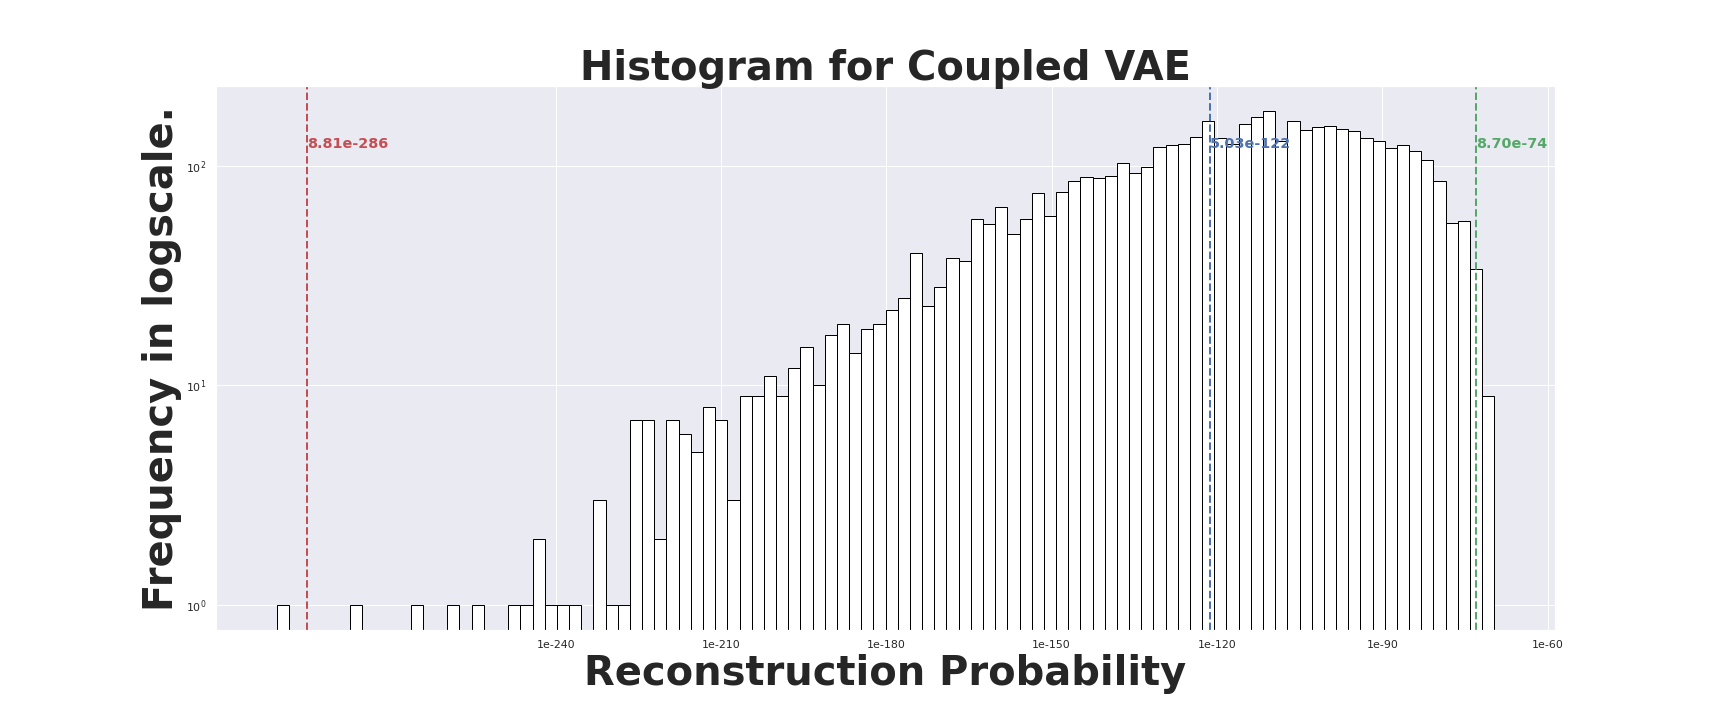 Histogram for Coupled VAE
Frequency in logscale.
10²
10¹
10⁰
8.81e-286
5.03e-122
8.70e-74
1e-240
1e-210
1e-180
1e-150
1e-120
1e-90
1e-60
Reconstruction Probability